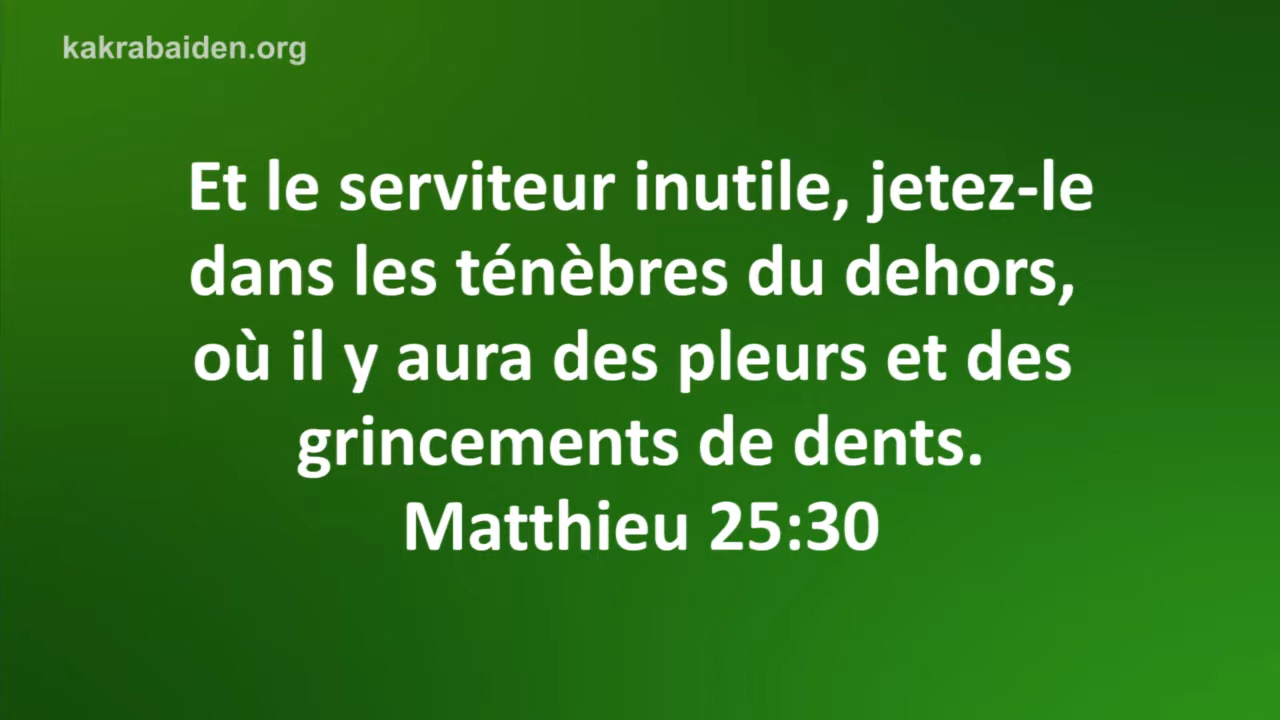 kakrabaiden.org
Et le serviteur inutile, jetez-le
dans les ténèbres du dehors,
où il y aura des pleurs et des
grincements de dents.
Matthieu 25:30